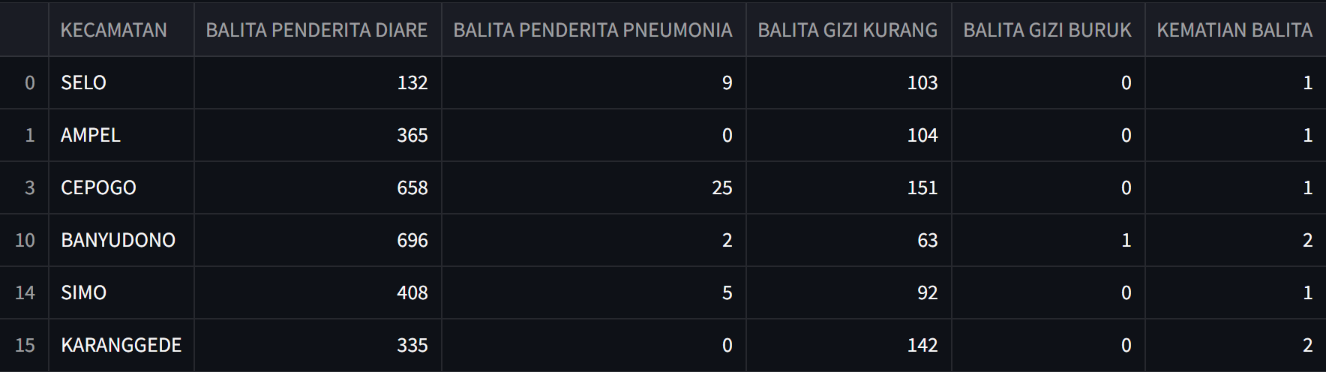 KECAMATAN BALITA PENDERITA DIARE BALITA PENDERITA PNEUMONIA BALITA GIZI KURANG BALITA GIZI BURUK KEMATIAN BALITA
0 SELO 132 9 103 0 1
1 AMPEL 365 0 104 0 1
3 CEPOGO 658 25 151 0 1
10 BANYUDONO 696 2 63 1 2
14 SIMO 408 5 92 0 1
15 KARANGGEDE 335 0 142 0 2